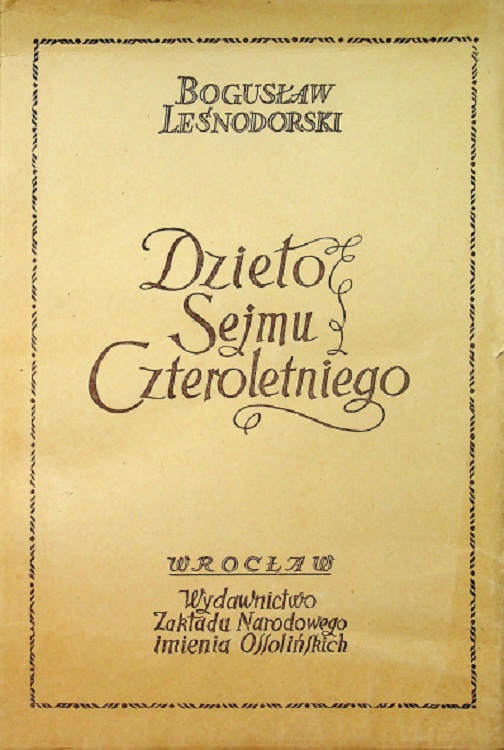 BOGUSŁAW
LEŚNODORSKI
Dzieło
Sejmu
Czteroletniego
WROCŁAW
Wydawnictwo
Zakładu Narodowego
imienia Oſſolińſkich